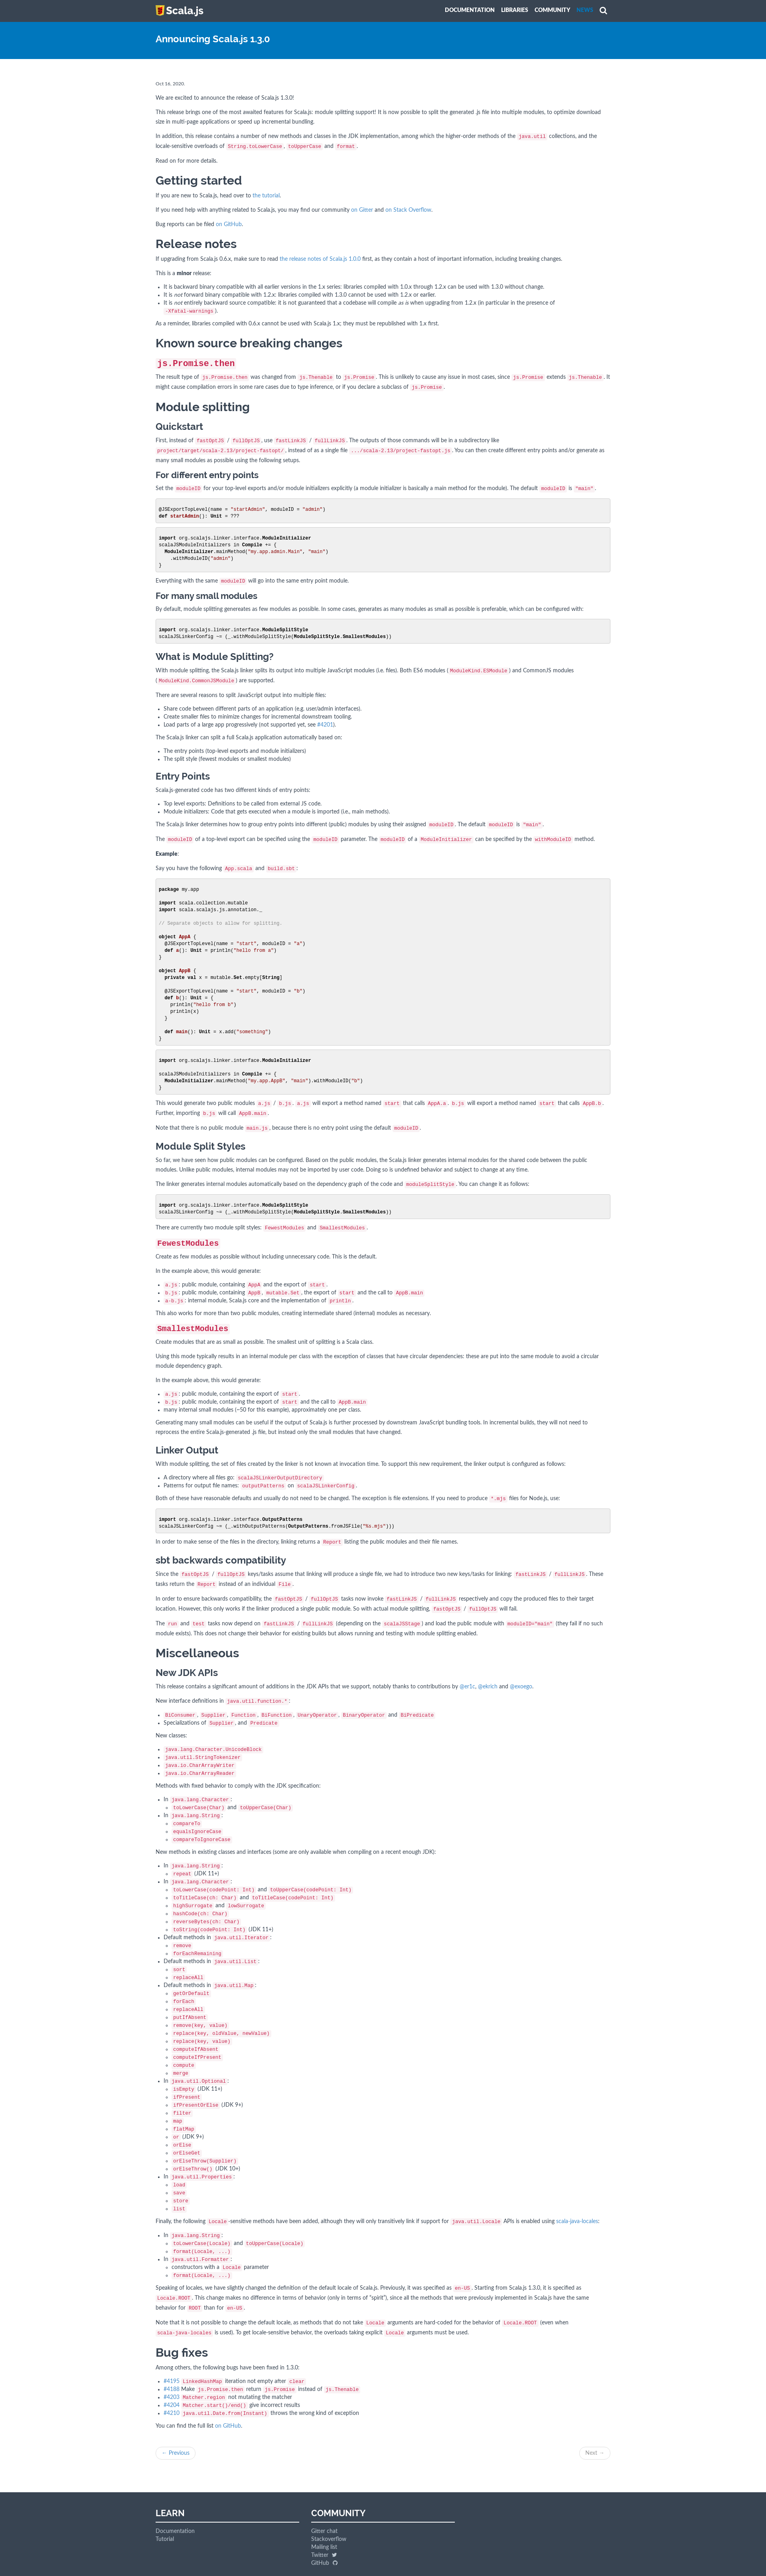 Scala.js
DOCUMENTATION LIBRARIES COMMUNITY NEWS
Announcing Scala.js 1.3.0
Oct 16, 2020.
We are excited to announce the release of Scala.js 1.3.0!
This release brings one of the most awaited features for Scala.js: module splitting support! It is now possible to split the generated .js file into multiple modules, to optimize download
size in multi-page applications or speed up incremental bundling.
In addition, this release contains a number of new methods and classes in the JDK implementation, among which the higher-order methods of the java.util collections, and the
locale-sensitive overloads of String.toLowerCase, toUpperCase and format.
Read on for more details.
Getting started
If you are new to Scala.js, head over to the tutorial.
If you need help with anything related to Scala.js, you may find our community on Gitter and on Stack Overflow.
Bug reports can be filed on GitHub.
Release notes
If upgrading from Scala.js 0.6.x, make sure to read the release notes of Scala.js 1.0.0 first, as they contain a host of important information, including breaking changes.
This is a minor release:
• It is backward binary compatible with all earlier versions in the 1.x series: libraries compiled with 1.0.x through 1.2.x can be used with 1.3.0 without change.
• It is not forward binary compatible with 1.2.x: libraries compiled with 1.3.0 cannot be used with 1.2.x or earlier.
• It is not entirely backward source compatible: it is not guaranteed that a codebase will compile as is when upgrading from 1.2.x (in particular in the presence of
-Xfatal-warnings).
As a reminder, libraries compiled with 0.6.x cannot be used with Scala.js 1.x; they must be republished with 1.x first.
Known source breaking changes
js.Promise.then
The result type of js.Promise.then was changed from js.Thenable to js.Promise. This is unlikely to cause any issue in most cases, since js.Promise extends js.Thenable. It
might cause compilation errors in some rare cases due to type inference, or if you declare a subclass of js.Promise.
Module splitting
Quickstart
First, instead of fastOptJS / fullOptJS, use fastLinkJS / fullLinkJS. The outputs of those commands will be in a subdirectory like
project/target/scala-2.13/project-fastopt/, instead of as a single file .../scala-2.13/project-fastopt.js. You can then create different entry points and/or generate as
many small modules as possible using the following setups.
For different entry points
Set the moduleID for your top-level exports and/or module initializers explicitly (a module initializer is basically a main method for the module). The default moduleID is "main".
@JSExportTopLevel(name = "startAdmin", moduleID = "admin")
def startAdmin(): Unit = ???
import org.scalajs.linker.interface.ModuleInitializer
scalaJSModuleInitializers in Compile += {
ModuleInitializer.mainMethod("my.app.admin.Main", "main")
.withModuleID("admin")
}
Everything with the same moduleID will go into the same entry point module.
For many small modules
By default, module splitting generates as few modules as possible. In some cases, generates as many modules as small as possible is preferable, which can be configured with:
import org.scalajs.linker.interface.ModuleSplitStyle
scalaJSLinkerConfig ~= (_.withModuleSplitStyle(ModuleSplitStyle.SmallestModules))
What is Module Splitting?
With module splitting, the Scala.js linker splits its output into multiple JavaScript modules (i.e. files). Both ES6 modules (ModuleKind.ESModule) and CommonJS modules
(ModuleKind.CommonJSModule) are supported.
There are several reasons to split JavaScript output into multiple files:
• Share code between different parts of an application (e.g. user/admin interfaces).
• Create smaller files to minimize changes for incremental downstream tooling.
• Load parts of a large app progressively (not supported yet, see #4201).
The Scala.js linker can split a full Scala.js application automatically based on:
• The entry points (top-level exports and module initializers)
• The split style (fewest modules or smallest modules)
Entry Points
Scala.js-generated code has two different kinds of entry points:
• Top level exports: Definitions to be called from external JS code.
• Module initializers: Code that gets executed when a module is imported (i.e., main methods).
The Scala.js linker determines how to group entry points into different (public) modules by using their assigned moduleID. The default moduleID is "main".
The moduleID of a top-level export can be specified using the moduleID parameter. The moduleID of a ModuleInitializer can be specified by the withModuleID method.
Example:
Say you have the following App.scala and build.sbt:
package my.app
import scala.collection.mutable
import scala.scalajs.js.annotation._
// Separate objects to allow for splitting.
object AppA {
@JSExportTopLevel(name = "start", moduleID = "a")
def a(): Unit = println("hello from a")
}
object AppB {
private val x = mutable.Set.empty[String]
@JSExportTopLevel(name = "start", moduleID = "b")
def b(): Unit = {
println("hello from b")
println(x)
}
def main(): Unit = x.add("something")
}
import org.scalajs.linker.interface.ModuleInitializer
scalaJSModuleInitializers in Compile += {
ModuleInitializer.mainMethod("my.app.AppB", "main").withModuleID("b")
}
This would generate two public modules a.js / b.js. a.js will export a method named start that calls AppA.a. b.js will export a method named start that calls AppB.b.
Further, importing b.js will call AppB.main.
Note that there is no public module main.js, because there is no entry point using the default moduleID.
Module Split Styles
So far, we have seen how public modules can be configured. Based on the public modules, the Scala.js linker generates internal modules for the shared code between the public
modules. Unlike public modules, internal modules may not be imported by user code. Doing so is undefined behavior and subject to change at any time.
The linker generates internal modules automatically based on the dependency graph of the code and moduleSplitStyle. You can change it as follows:
import org.scalajs.linker.interface.ModuleSplitStyle
scalaJSLinkerConfig ~= (_.withModuleSplitStyle(ModuleSplitStyle.SmallestModules))
There are currently two module split styles: FewestModules and SmallestModules.
FewestModules
Create as few modules as possible without including unnecessary code. This is the default.
In the example above, this would generate:
• a.js: public module, containing AppA and the export of start.
• b.js: public module, containing AppB, mutable.Set, the export of start and the call to AppB.main
• a-b.js: internal module, Scala.js core and the implementation of println.
This also works for more than two public modules, creating intermediate shared (internal) modules as necessary.
SmallestModules
Create modules that are as small as possible. The smallest unit of splitting is a Scala class.
Using this mode typically results in an internal module per class with the exception of classes that have circular dependencies: these are put into the same module to avoid a circular
module dependency graph.
In the example above, this would generate:
• a.js: public module, containing the export of start.
• b.js: public module, containing the export of start and the call to AppB.main
• many internal small modules (~50 for this example), approximately one per class.
Generating many small modules can be useful if the output of Scala.js is further processed by downstream JavaScript bundling tools. In incremental builds, they will not need to
reprocess the entire Scala.js-generated .js file, but instead only the small modules that have changed.
Linker Output
With module splitting, the set of files created by the linker is not known at invocation time. To support this new requirement, the linker output is configured as follows:
• A directory where all files go: scalaJSLinkerOutputDirectory
• Patterns for output file names: outputPatterns on scalaJSLinkerConfig.
Both of these have reasonable defaults and usually do not need to be changed. The exception is file extensions. If you need to produce *.mjs files for Node.js, use:
import org.scalajs.linker.interface.OutputPatterns
scalaJSLinkerConfig ~= (_.withOutputPatterns(OutputPatterns.fromJSFile("%s.mjs")))
In order to make sense of the files in the directory, linking returns a Report listing the public modules and their file names.
sbt backwards compatibility
Since the fastOptJS / fullOptJS keys/tasks assume that linking will produce a single file, we had to introduce two new keys/tasks for linking: fastLinkJS / fullLinkJS. These
tasks return the Report instead of an individual File.
In order to ensure backwards compatibility, the fastOptJS / fullOptJS tasks now invoke fastLinkJS / fullLinkJS respectively and copy the produced files to their target
location. However, this only works if the linker produced a single public module. So with actual module splitting, fastOptJS / fullOptJS will fail.
The run and test tasks now depend on fastLinkJS / fullLinkJS (depending on the scalaJSStage) and load the public module with moduleID="main" (they fail if no such
module exists). This does not change their behavior for existing builds but allows running and testing with module splitting enabled.
Miscellaneous
New JDK APIs
This release contains a significant amount of additions in the JDK APIs that we support, notably thanks to contributions by @er1c, @ekrich and @exoego.
New interface definitions in java.util.function.*:
• BiConsumer, Supplier, Function, BiFunction, UnaryOperator, BinaryOperator and BiPredicate
• Specializations of Supplier, and Predicate
New classes:
• java.lang.Character.UnicodeBlock
• java.util.StringTokenizer
• java.io.CharArrayWriter
• java.io.CharArrayReader
Methods with fixed behavior to comply with the JDK specification:
• In java.lang.Character:
◦ toLowerCase(Char) and toUpperCase(Char)
• In java.lang.String:
◦ compareTo
◦ equalsIgnoreCase
◦ compareToIgnoreCase
New methods in existing classes and interfaces (some are only available when compiling on a recent enough JDK):
• In java.lang.String:
◦ repeat (JDK 11+)
• In java.lang.Character:
◦ toLowerCase(codePoint: Int) and toUpperCase(codePoint: Int)
◦ toTitleCase(ch: Char) and toTitleCase(codePoint: Int)
◦ highSurrogate and lowSurrogate
◦ hashCode(ch: Char)
◦ reverseBytes(ch: Char)
◦ toString(codePoint: Int) (JDK 11+)
• Default methods in java.util.Iterator:
◦ remove
◦ forEachRemaining
• Default methods in java.util.List:
◦ sort
◦ replaceAll
• Default methods in java.util.Map:
◦ getOrDefault
◦ forEach
◦ replaceAll
◦ putIfAbsent
◦ remove(key, value)
◦ replace(key, oldValue, newValue)
◦ replace(key, value)
◦ computeIfAbsent
◦ computeIfPresent
◦ compute
◦ merge
• In java.util.Optional:
◦ isEmpty (JDK 11+)
◦ ifPresent
◦ ifPresentOrElse (JDK 9+)
◦ filter
◦ map
◦ flatMap
◦ or (JDK 9+)
◦ orElse
◦ orElseGet
◦ orElseThrow(Supplier)
◦ orElseThrow() (JDK 10+)
• In java.util.Properties:
◦ load
◦ save
◦ store
◦ list
Finally, the following Locale-sensitive methods have been added, although they will only transitively link if support for java.util.Locale APIs is enabled using scala-java-locales:
• In java.lang.String:
◦ toLowerCase(Locale) and toUpperCase(Locale)
◦ format(Locale, ...)
• In java.util.Formatter:
◦ constructors with a Locale parameter
◦ format(Locale, ...)
Speaking of locales, we have slightly changed the definition of the default locale of Scala.js. Previously, it was specified as en-US. Starting from Scala.js 1.3.0, it is specified as
Locale.ROOT. This change makes no difference in terms of behavior (only in terms of "spirit"), since all the methods that were previously implemented in Scala.js have the same
behavior for ROOT than for en-US.
Note that it is not possible to change the default locale, as methods that do not take Locale arguments are hard-coded for the behavior of Locale.ROOT (even when
scala-java-locales is used). To get locale-sensitive behavior, the overloads taking explicit Locale arguments must be used.
Bug fixes
Among others, the following bugs have been fixed in 1.3.0:
• #4195 LinkedHashMap iteration not empty after clear
• #4188 Make js.Promise.then return js.Promise instead of js.Thenable
• #4203 Matcher.region not mutating the matcher
• #4204 Matcher.start()/end() give incorrect results
• #4210 java.util.Date.from(Instant) throws the wrong kind of exception
You can find the full list on GitHub.
← Previous
Next →
LEARN
Documentation
Tutorial
COMMUNITY
Gitter chat
Stackoverflow
Mailing list
Twitter
GitHub